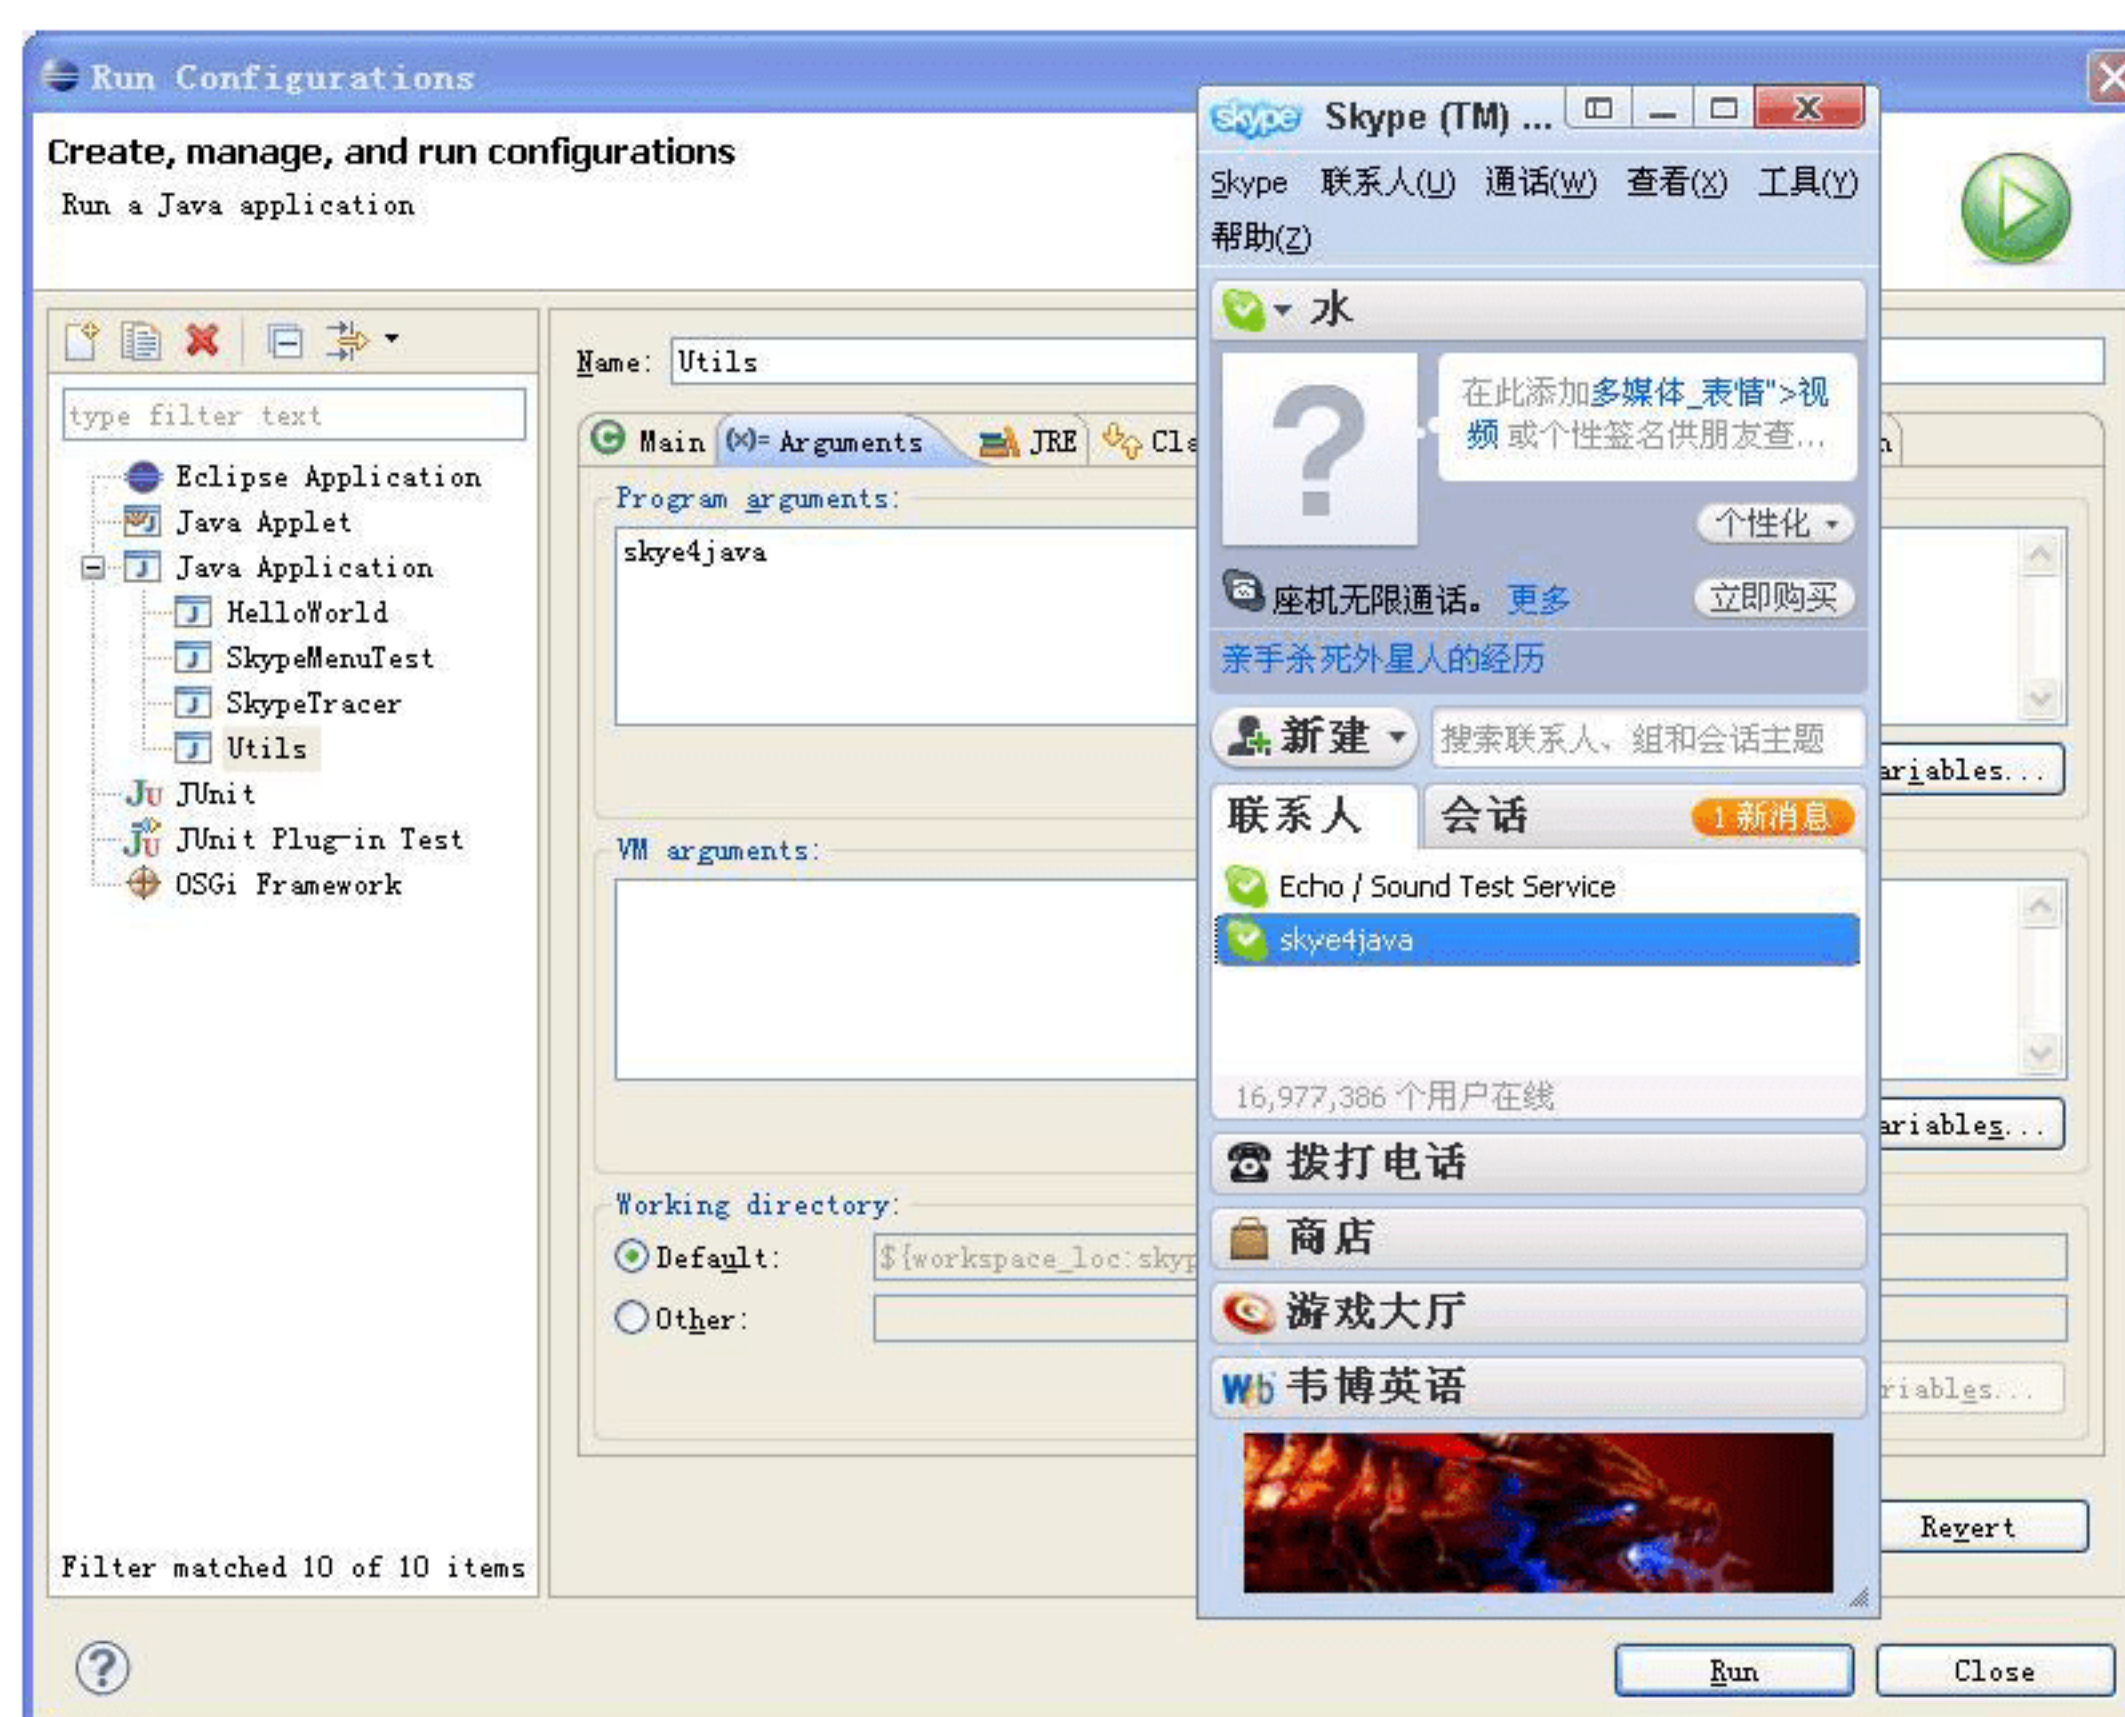 Run Configurations
Create, manage, and run configurations
Run a Java application
type filter text
Eclipse Application
Java Applet
Java Application
HelloWorld
SkypeMenuTest
SkypeTracer
Utils
JUnit
JUnit Plug-in Test
OSGi Framework
Filter matched 10 of 10 items
Name: Utils
Main (x)= Arguments JRE Cla
n
Program arguments:
skye4java
ariables...
VM arguments:
ariables...
Working directory:
Default: ${workspace_loc:skyp
Other:
riables...
Revert
Run Close
skype Skype (TM) ...
Skype 联系人(U) 通话(W) 查看(X) 工具(Y)
帮助(Z)
水
在此添加多媒体_表情">视
频 或个性签名供朋友查...
个性化
座机无限通话。 更多 立即购买
亲手杀死外星人的经历
新建 搜索联系人、组和会话主题
联系人 会话 1 新消息
Echo / Sound Test Service
skye4java
16,977,386 个用户在线
拨打电话
商店
游戏大厅
Wb 韦博英语